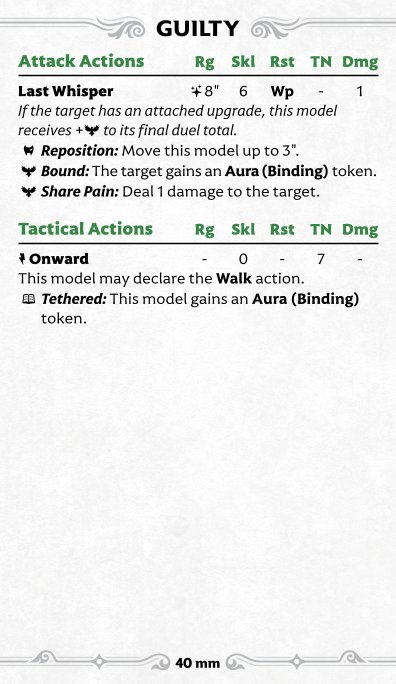 GUILTY
Attack Actions Rg Skl Rst TN Dmg
Last Whisper 8" 6 Wp - 1
If the target has an attached upgrade, this model
receives + to its final duel total.
Reposition: Move this model up to 3".
Bound: The target gains an Aura (Binding) token.
Share Pain: Deal 1 damage to the target.
Tactical Actions Rg Skl Rst TN Dmg
Onward - 0 - 7 -
This model may declare the Walk action.
Tethered: This model gains an Aura (Binding)
token.
40 mm